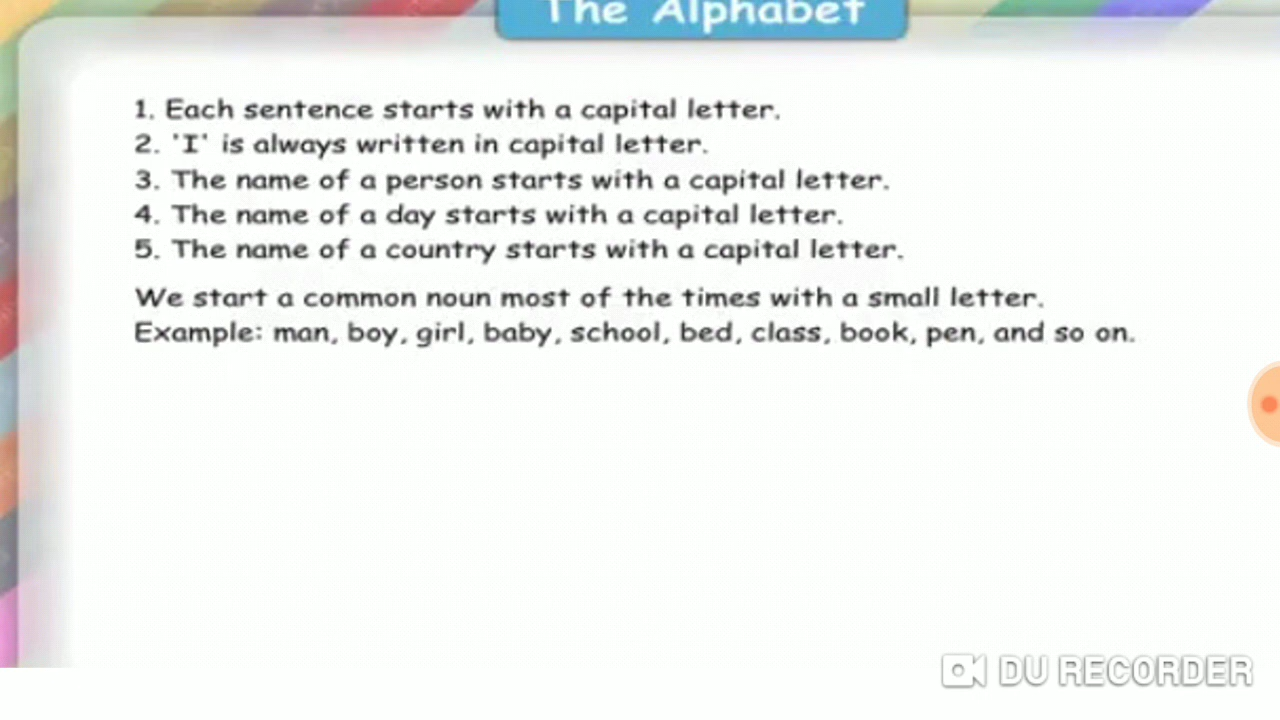 The Alphabet
1. Each sentence starts with a capital letter.
2. 'I' is always written in capital letter.
3. The name of a person starts with a capital letter.
4. The name of a day starts with a capital letter.
5. The name of a country starts with a capital letter.
We start a common noun most of the times with a small letter.
Example: man, boy, girl, baby, school, bed, class, book, pen, and so on.
DU RECORDER